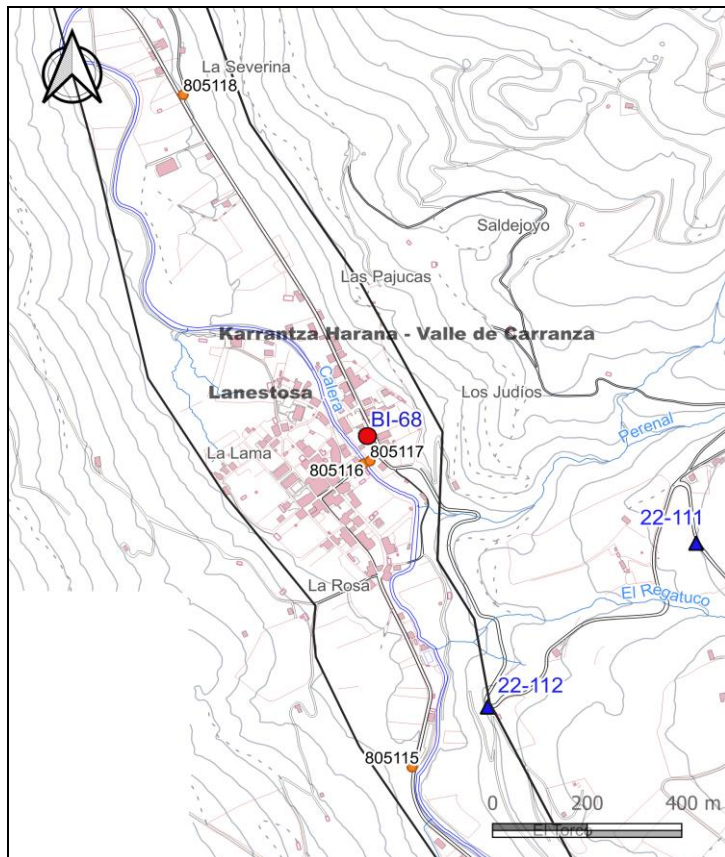 La Severina
805118
Saldejoyo
Las Pajucas
Karrantza Harana - Valle de Carranza
Lanestosa
Calera
Los Judíos
BI-68
Perenal
La Lama
805117
805116
22-111
La Rosa
El Regatuco
22-112
805115
0 200 400 m
El Torco